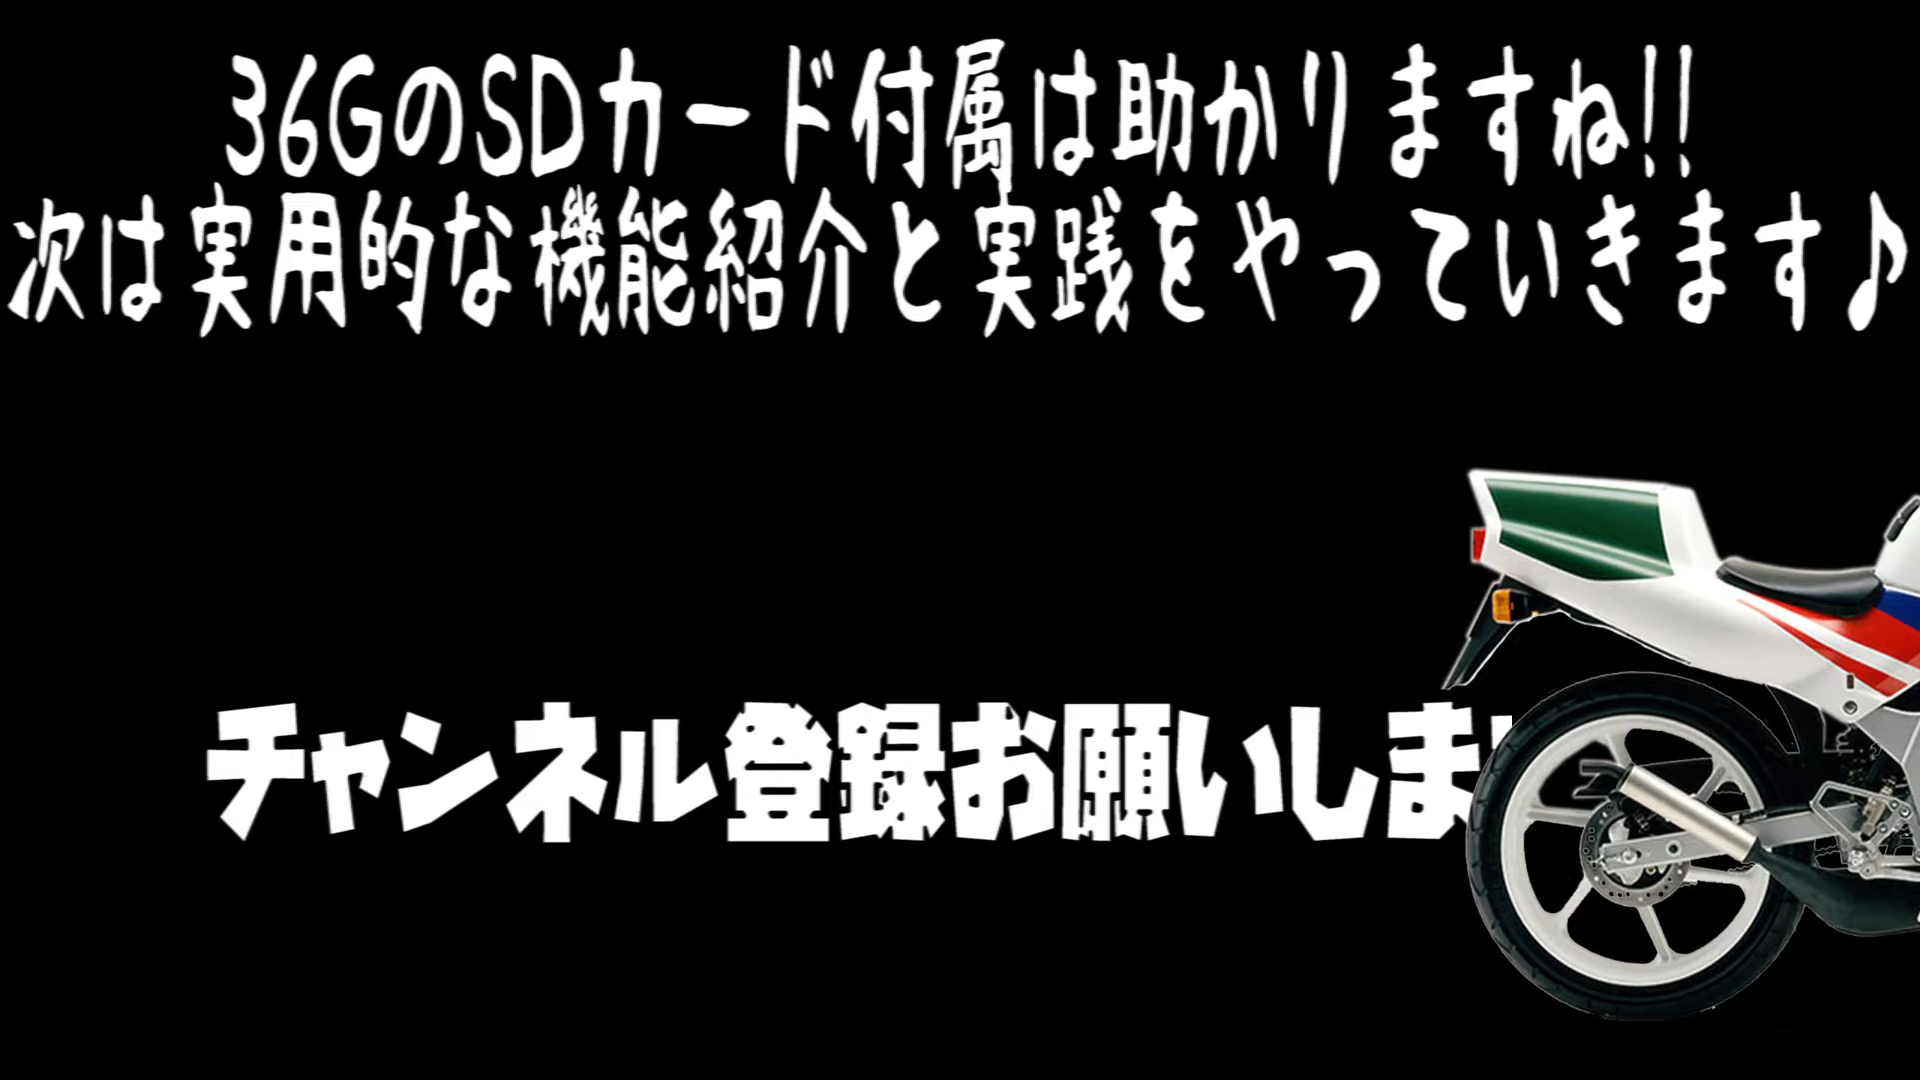 36GのSDカード付属は助かりますね!!
次は実用的な機能紹介と実践をやっていきます♪
チャンネル登録お願いしま